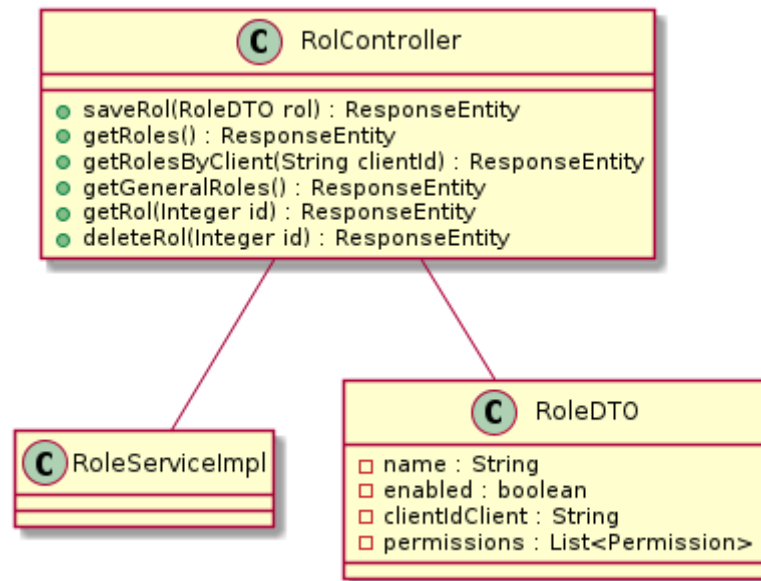 C RolController
saveRol(RoleDTO rol) : ResponseEntity
getRoles() : ResponseEntity
getRolesByClient(String clientId) : ResponseEntity
getGeneralRoles() : ResponseEntity
getRol(Integer id) : ResponseEntity
deleteRol(Integer id) : ResponseEntity
C RoleServiceImpl
C RoleDTO
name : String
enabled : boolean
clientIdClient : String
permissions : List<Permission>